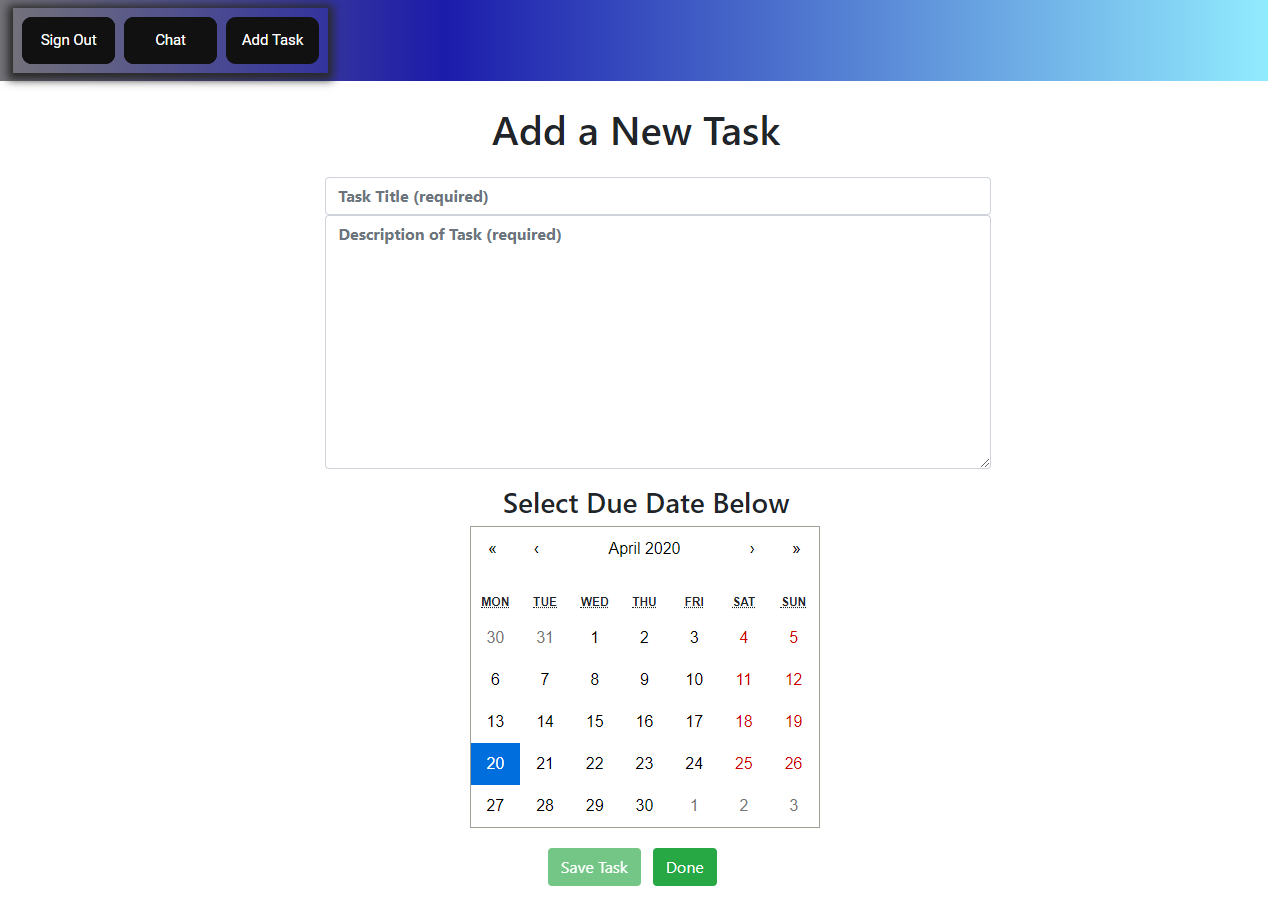 Sign Out Chat Add Task
Add a New Task
Task Title (required)
Description of Task (required)
Select Due Date Below
« ‹ April 2020 › »
MON TUE WED THU FRI SAT SUN
30 31 1 2 3 4 5
6 7 8 9 10 11 12
13 14 15 16 17 18 19
20 21 22 23 24 25 26
27 28 29 30 1 2 3
Save Task Done